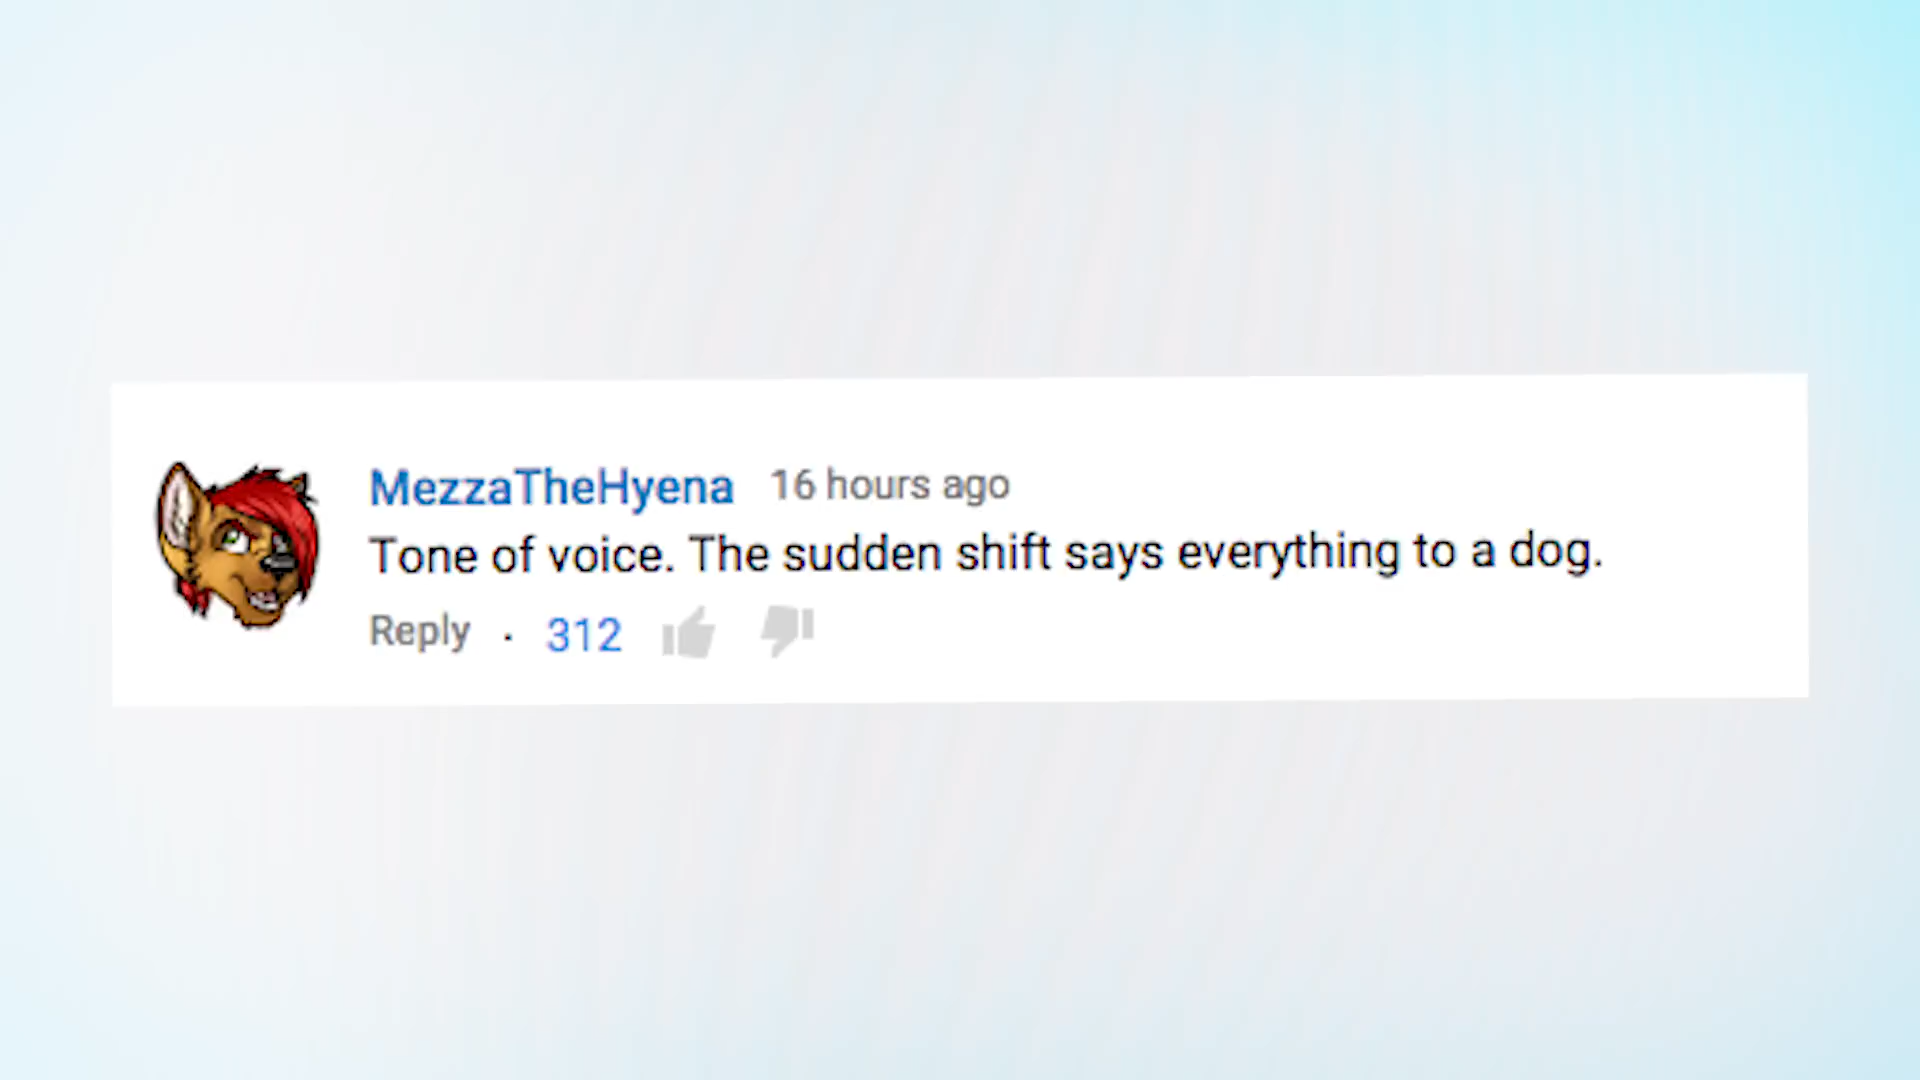 MezzaTheHyena 16 hours ago
Tone of voice. The sudden shift says everything to a dog.
Reply · 312